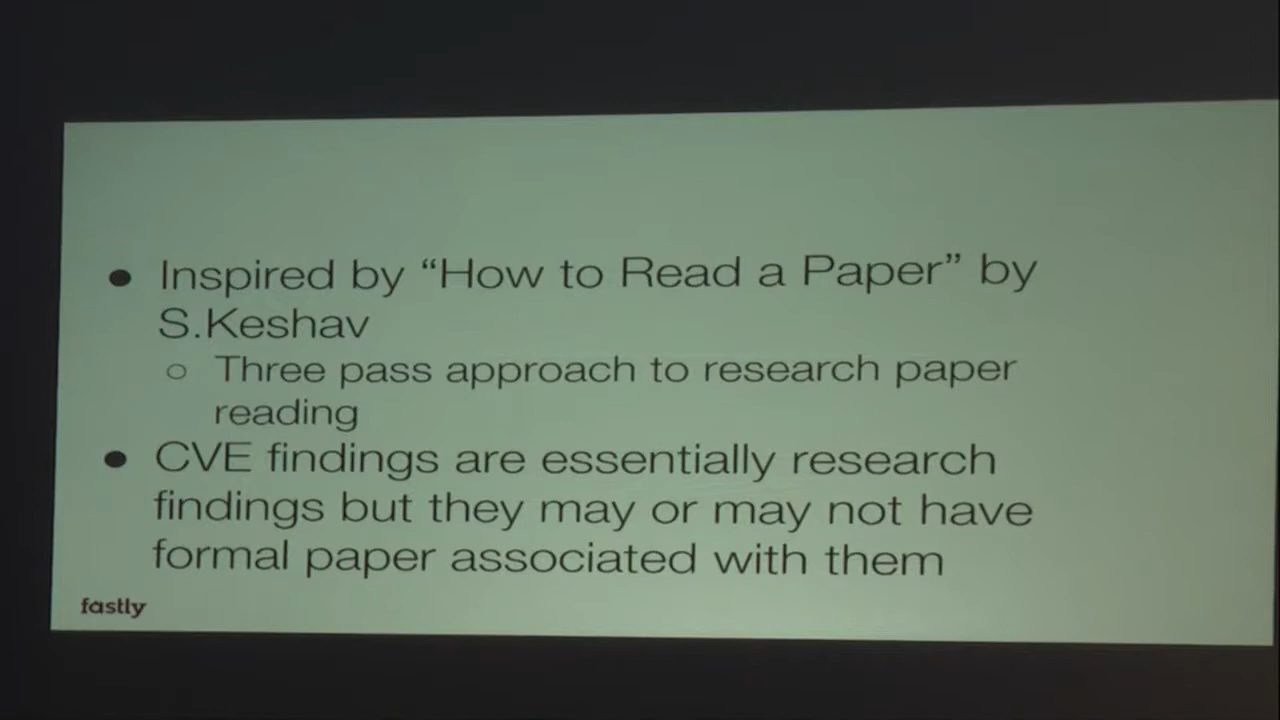 ● Inspired by “How to Read a Paper” by
S.Keshav
○ Three pass approach to research paper
reading
● CVE findings are essentially research
findings but they may or may not have
formal paper associated with them
fastly